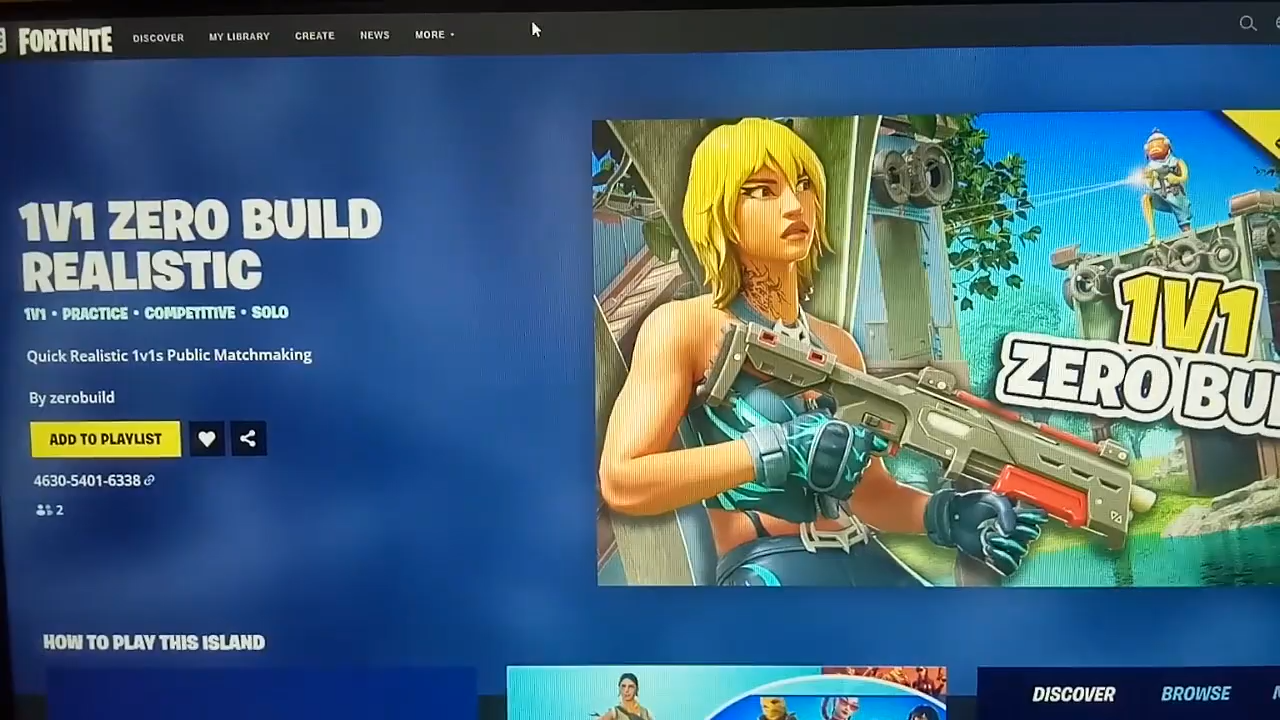 FORTNITE DISCOVER MY LIBRARY CREATE NEWS MORE
1V1 ZERO BUILD
REALISTIC
1V1 • PRACTICE • COMPETITIVE • SOLO
Quick Realistic 1v1s Public Matchmaking
By zerobuild
ADD TO PLAYLIST
4630-5401-6338
2
1V1
ZERO BUI
HOW TO PLAY THIS ISLAND
DISCOVER BROWSE